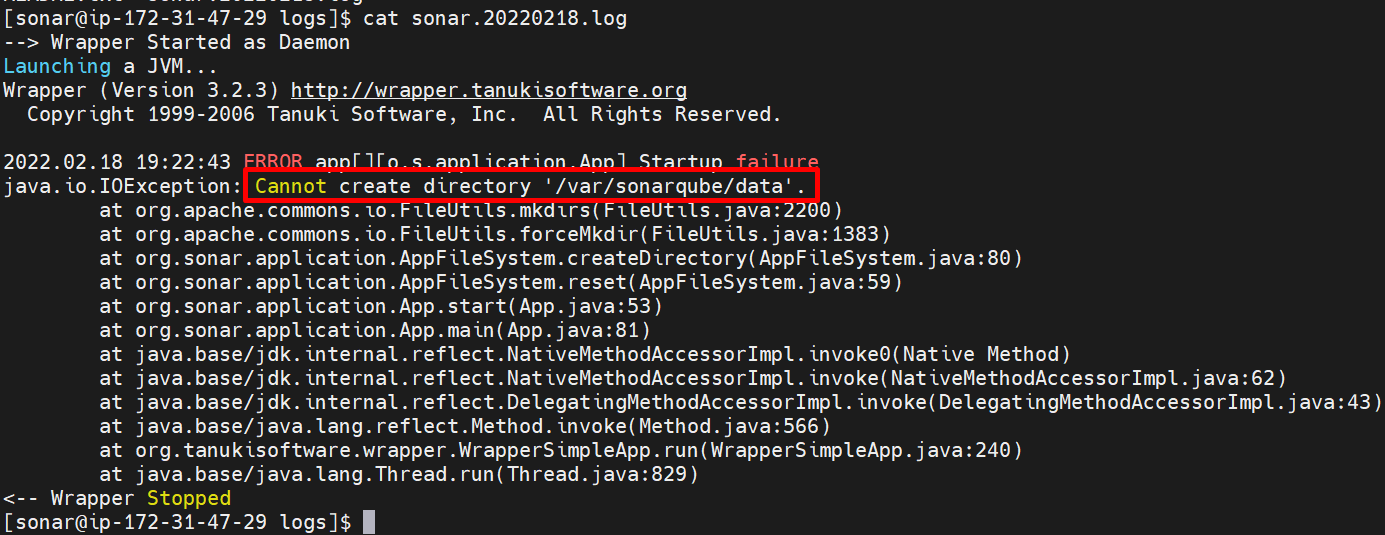 [sonar@ip-172-31-47-29 logs]$ cat sonar.20220218.log
--> Wrapper Started as Daemon
Launching a JVM...
Wrapper (Version 3.2.3) http://wrapper.tanukisoftware.org
  Copyright 1999-2006 Tanuki Software, Inc.  All Rights Reserved.

2022.02.18 19:22:43 ERROR app[][o.s.application.App] Startup failure
java.io.IOException: Cannot create directory '/var/sonarqube/data'.
        at org.apache.commons.io.FileUtils.mkdirs(FileUtils.java:2200)
        at org.apache.commons.io.FileUtils.forceMkdir(FileUtils.java:1383)
        at org.sonar.application.AppFileSystem.createDirectory(AppFileSystem.java:80)
        at org.sonar.application.AppFileSystem.reset(AppFileSystem.java:59)
        at org.sonar.application.App.start(App.java:53)
        at org.sonar.application.App.main(App.java:81)
        at java.base/jdk.internal.reflect.NativeMethodAccessorImpl.invoke0(Native Method)
        at java.base/jdk.internal.reflect.NativeMethodAccessorImpl.invoke(NativeMethodAccessorImpl.java:62)
        at java.base/jdk.internal.reflect.DelegatingMethodAccessorImpl.invoke(DelegatingMethodAccessorImpl.java:43)
        at java.base/java.lang.reflect.Method.invoke(Method.java:566)
        at org.tanukisoftware.wrapper.WrapperSimpleApp.run(WrapperSimpleApp.java:240)
        at java.base/java.lang.Thread.run(Thread.java:829)
<-- Wrapper Stopped
[sonar@ip-172-31-47-29 logs]$